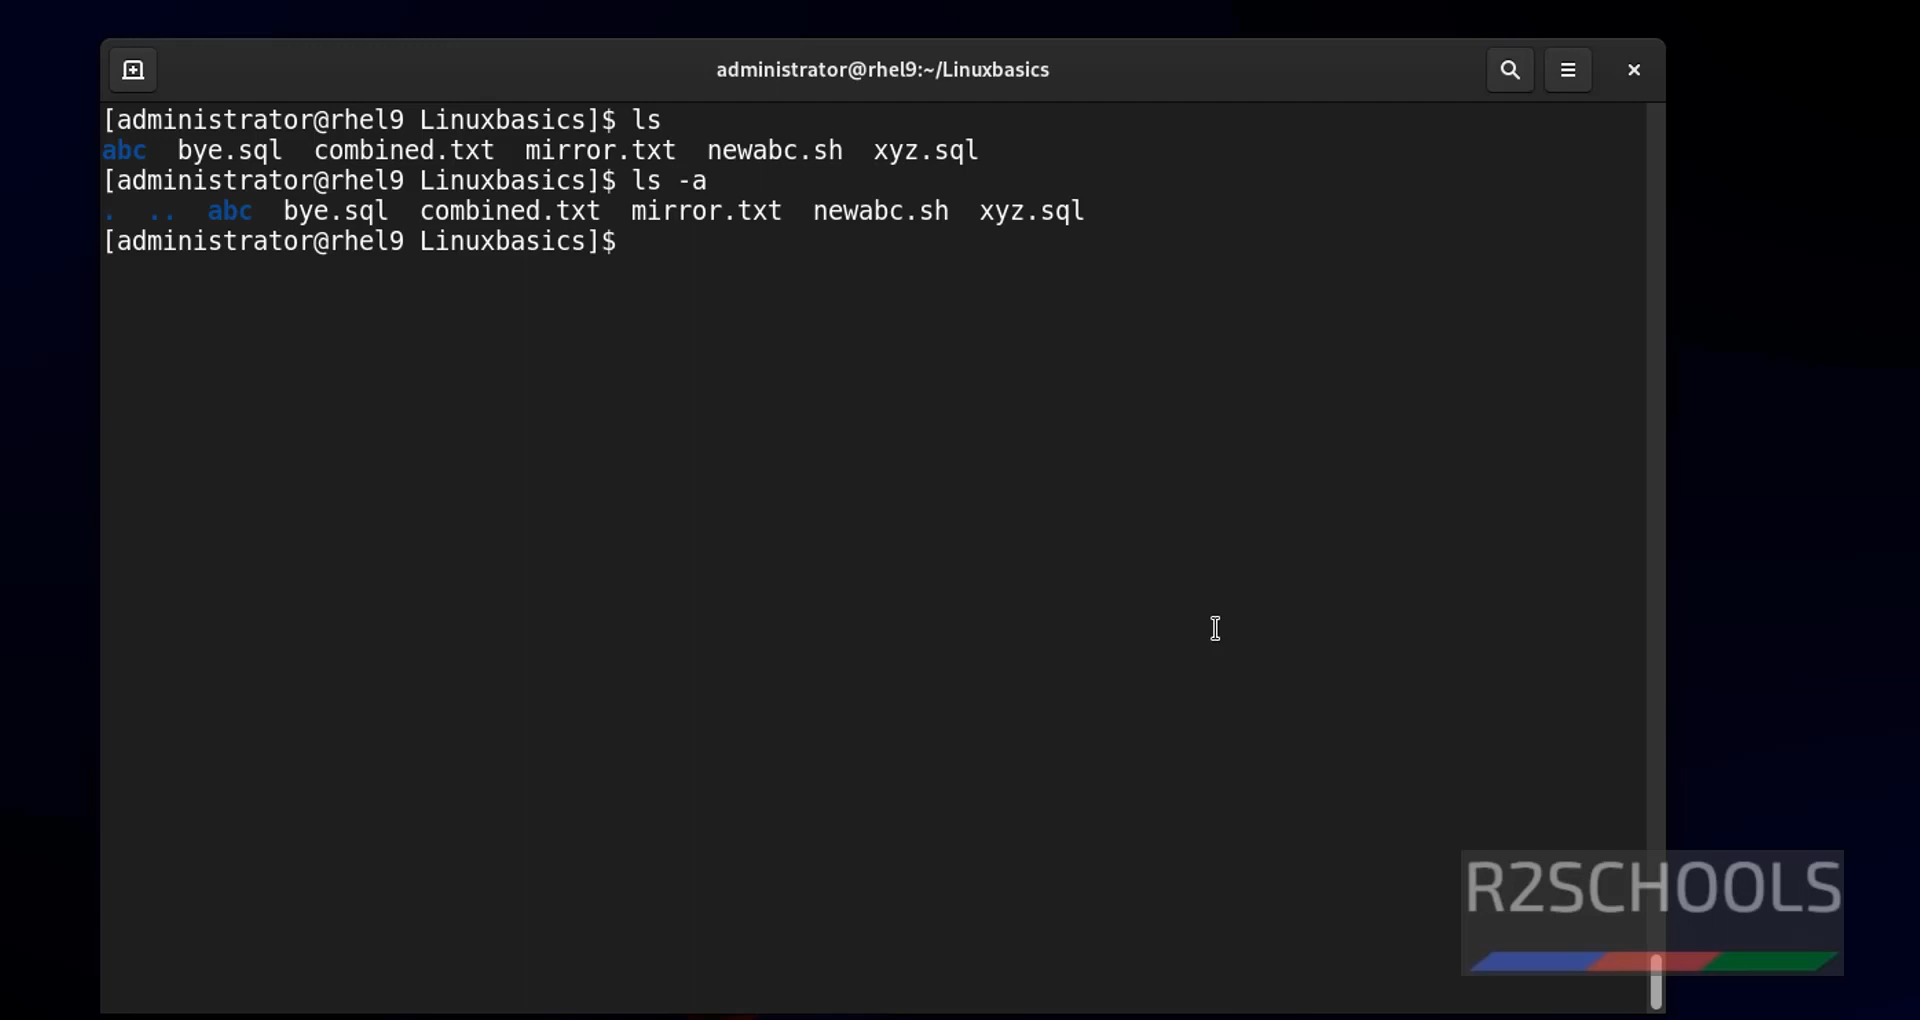 administrator@rhel9:~/Linuxbasics
[administrator@rhel9 Linuxbasics]$ ls
abc  bye.sql  combined.txt  mirror.txt  newabc.sh  xyz.sql
[administrator@rhel9 Linuxbasics]$ ls -a
.  ..  abc  bye.sql  combined.txt  mirror.txt  newabc.sh  xyz.sql
[administrator@rhel9 Linuxbasics]$
R2SCHOOLS